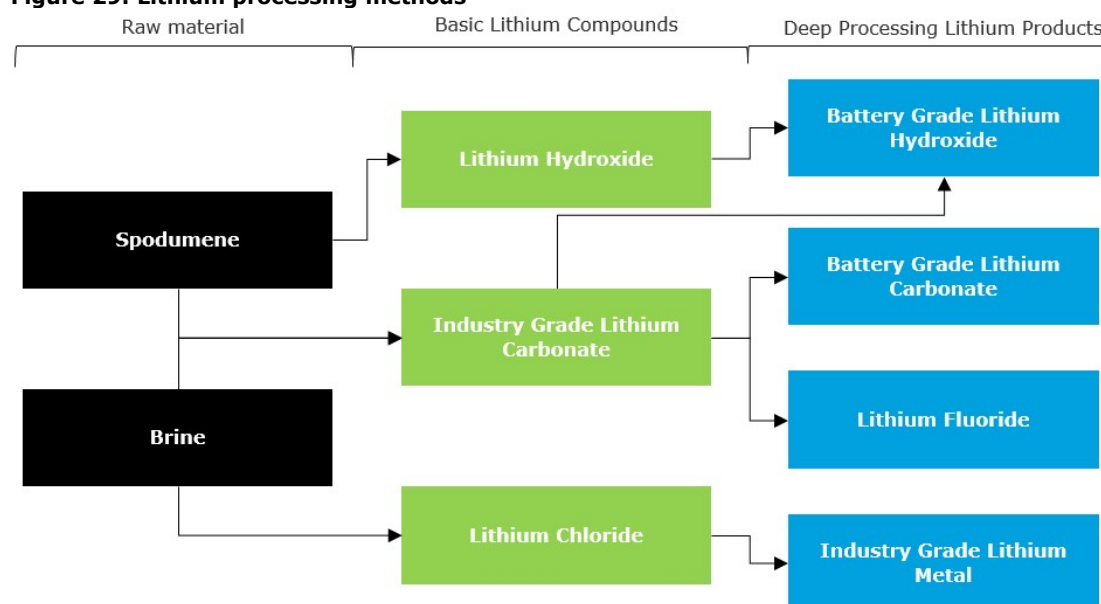 Figure 29: Lithium processing methods
Raw material
Basic Lithium Compounds
Deep Processing Lithium Products
Battery Grade Lithium
Hydroxide
Lithium Hydroxide
Spodumene
Battery Grade Lithium
Carbonate
Industry Grade Lithium
Carbonate
Brine
Lithium Fluoride
Lithium Chloride
Industry Grade Lithium
Metal